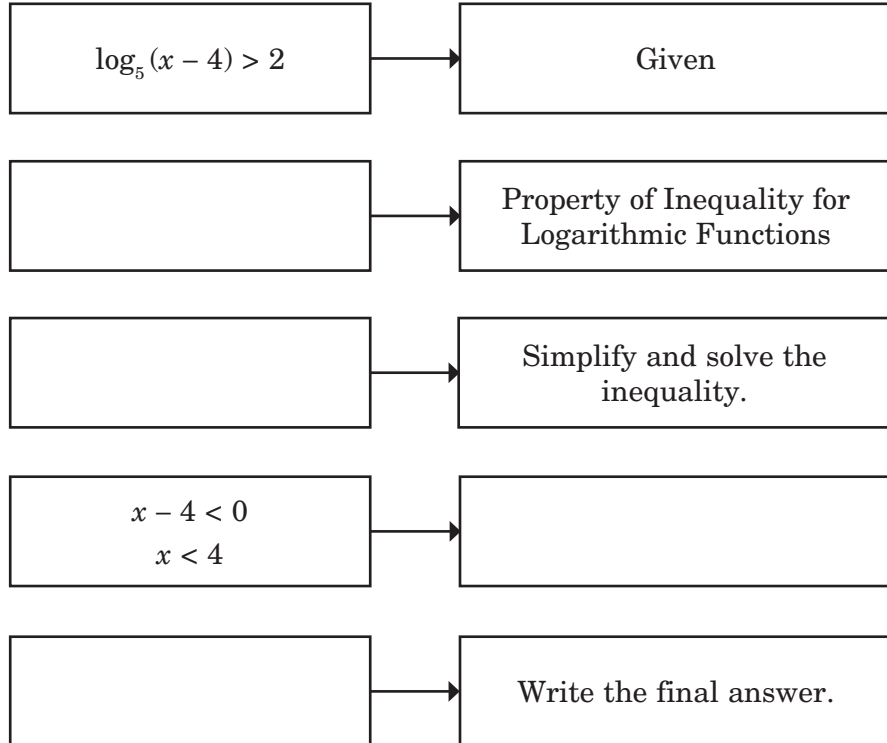 log₅(x – 4) > 2
Given
Property of Inequality for
Logarithmic Functions
Simplify and solve the
inequality.
x – 4 < 0
x < 4
Write the final answer.